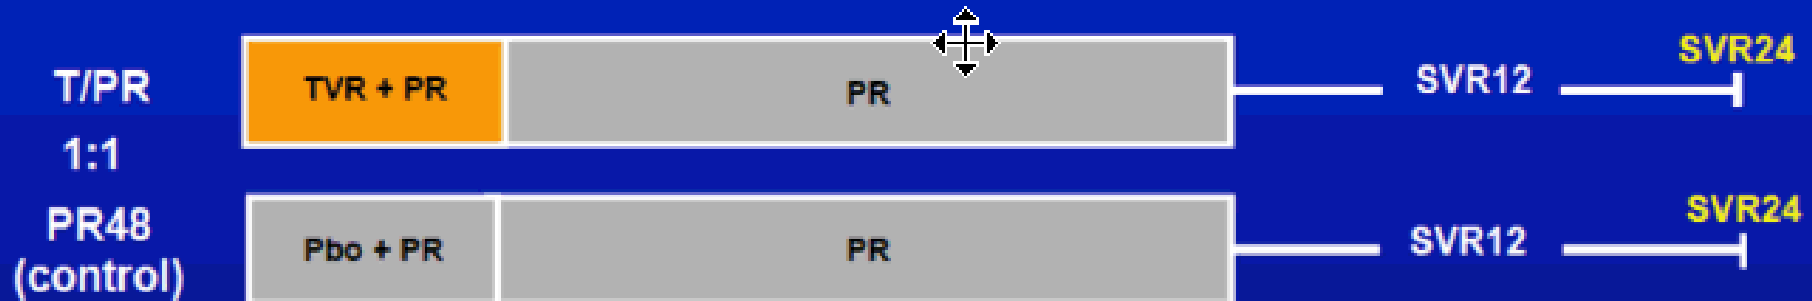 SVR24
T/PR
TVR + PR
PR
SVR12
1:1
SVR24
PR48
(control)
Pbo + PR
PR
SVR12